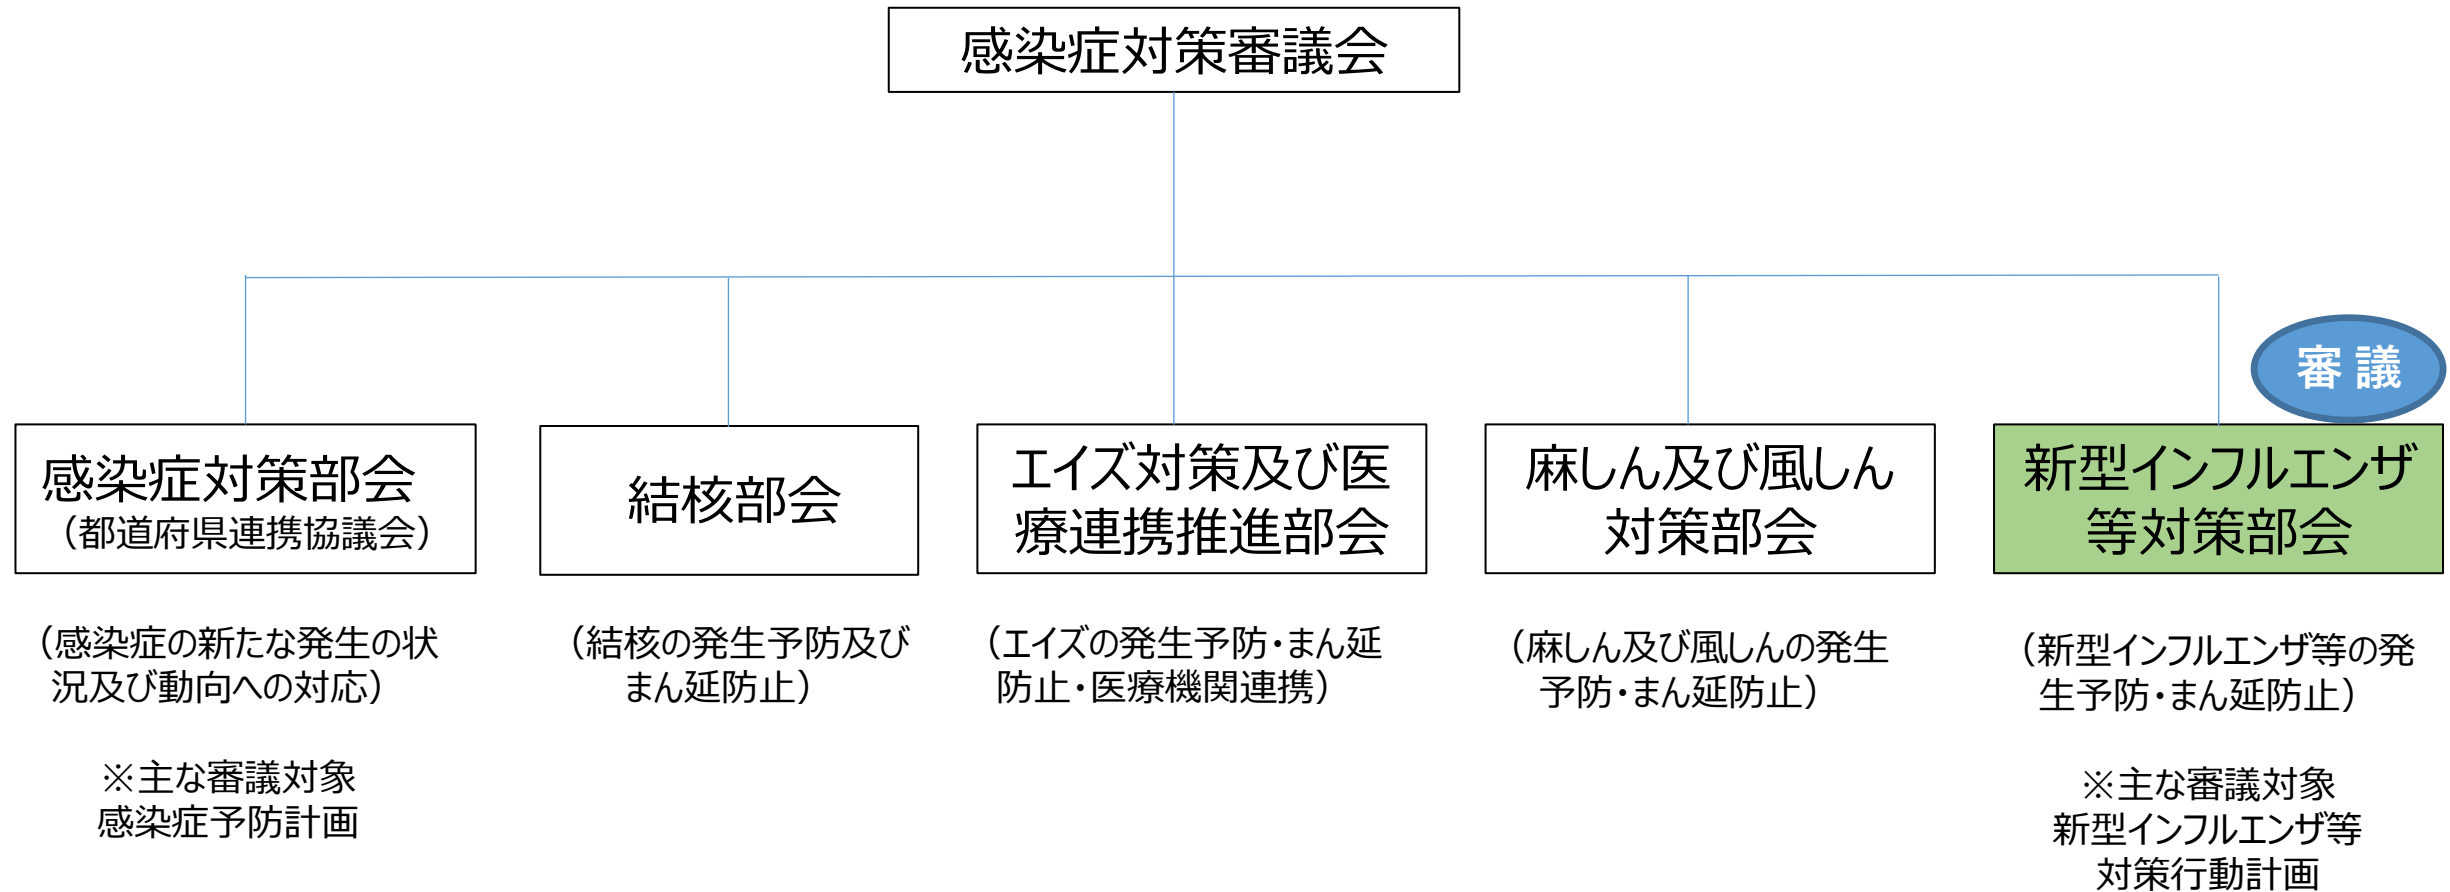 感染症対策審議会
審議
感染症対策部会
（都道府県連携協議会）
結核部会
エイズ対策及び医
療連携推進部会
麻しん及び風しん
対策部会
新型インフルエンザ
等対策部会
（感染症の新たな発生の状
況及び動向への対応）
※主な審議対象
感染症予防計画
（結核の発生予防及び
まん延防止）
（エイズの発生予防・まん延
防止・医療機関連携）
（麻しん及び風しんの発生
予防・まん延防止）
（新型インフルエンザ等の発
生予防・まん延防止）
※主な審議対象
新型インフルエンザ等
対策行動計画